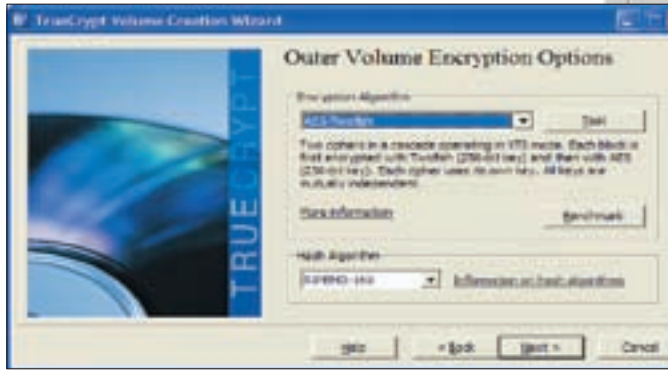 TrueCrypt Volume Creation Wizard
Outer Volume Encryption Options
Encryption Algorithm
AES-Twofish
Test
Two ciphers in a cascade operating in XTS mode. Each block is
first encrypted with Twofish (256-bit key) and then with AES
(256-bit key). Each cipher uses its own key. All keys are
mutually independent.
More information
Benchmark
Hash Algorithm
RIPEMD-160
Information on hash algorithms
TRUECRYPT
Help
< Back
Next >
Cancel